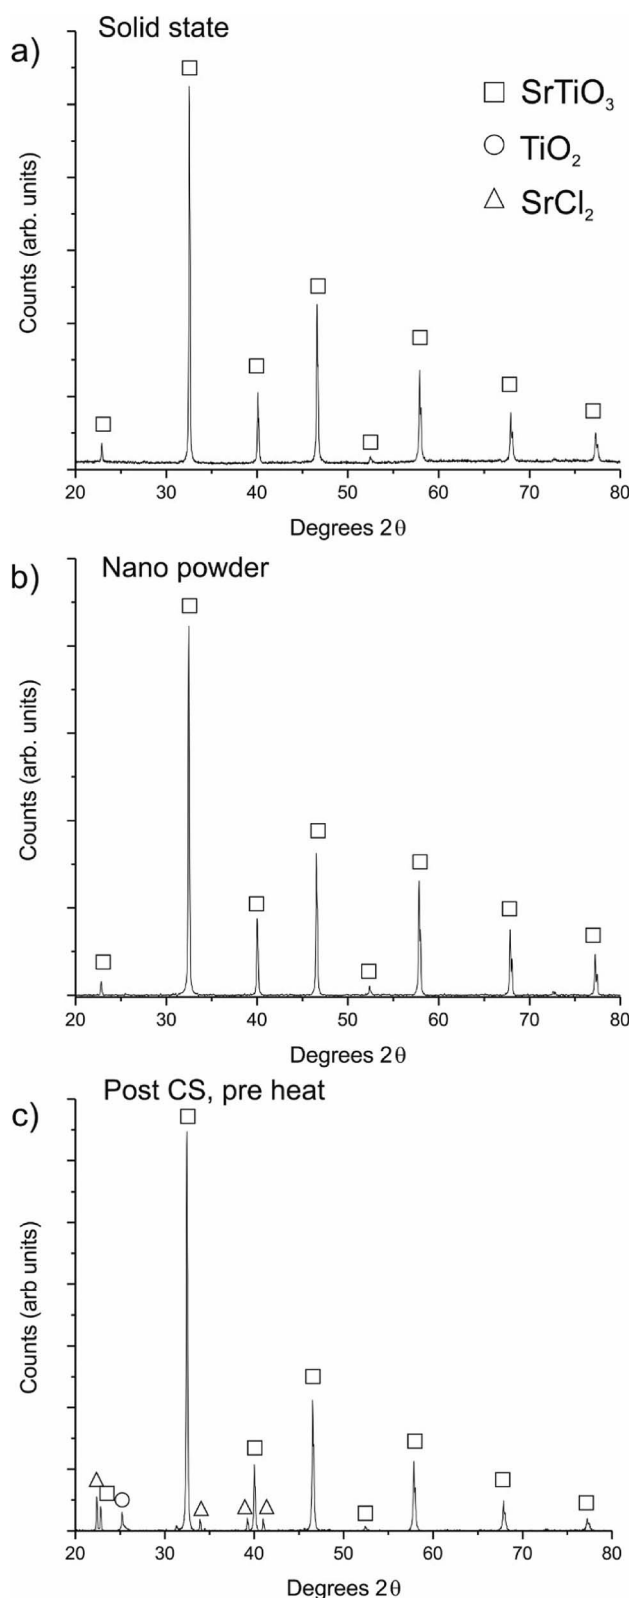 Solid state
a)
SrTiO₃
TiO₂
SrCl₂
Counts (arb. units)
20 30 40 50 60 70 80
Degrees 2θ
b)
Nano powder
Counts (arb. units)
20 30 40 50 60 70 80
Degrees 2θ
Post CS, pre heat
c)
Counts (arb units)
20 30 40 50 60 70 80
Degrees 2θ